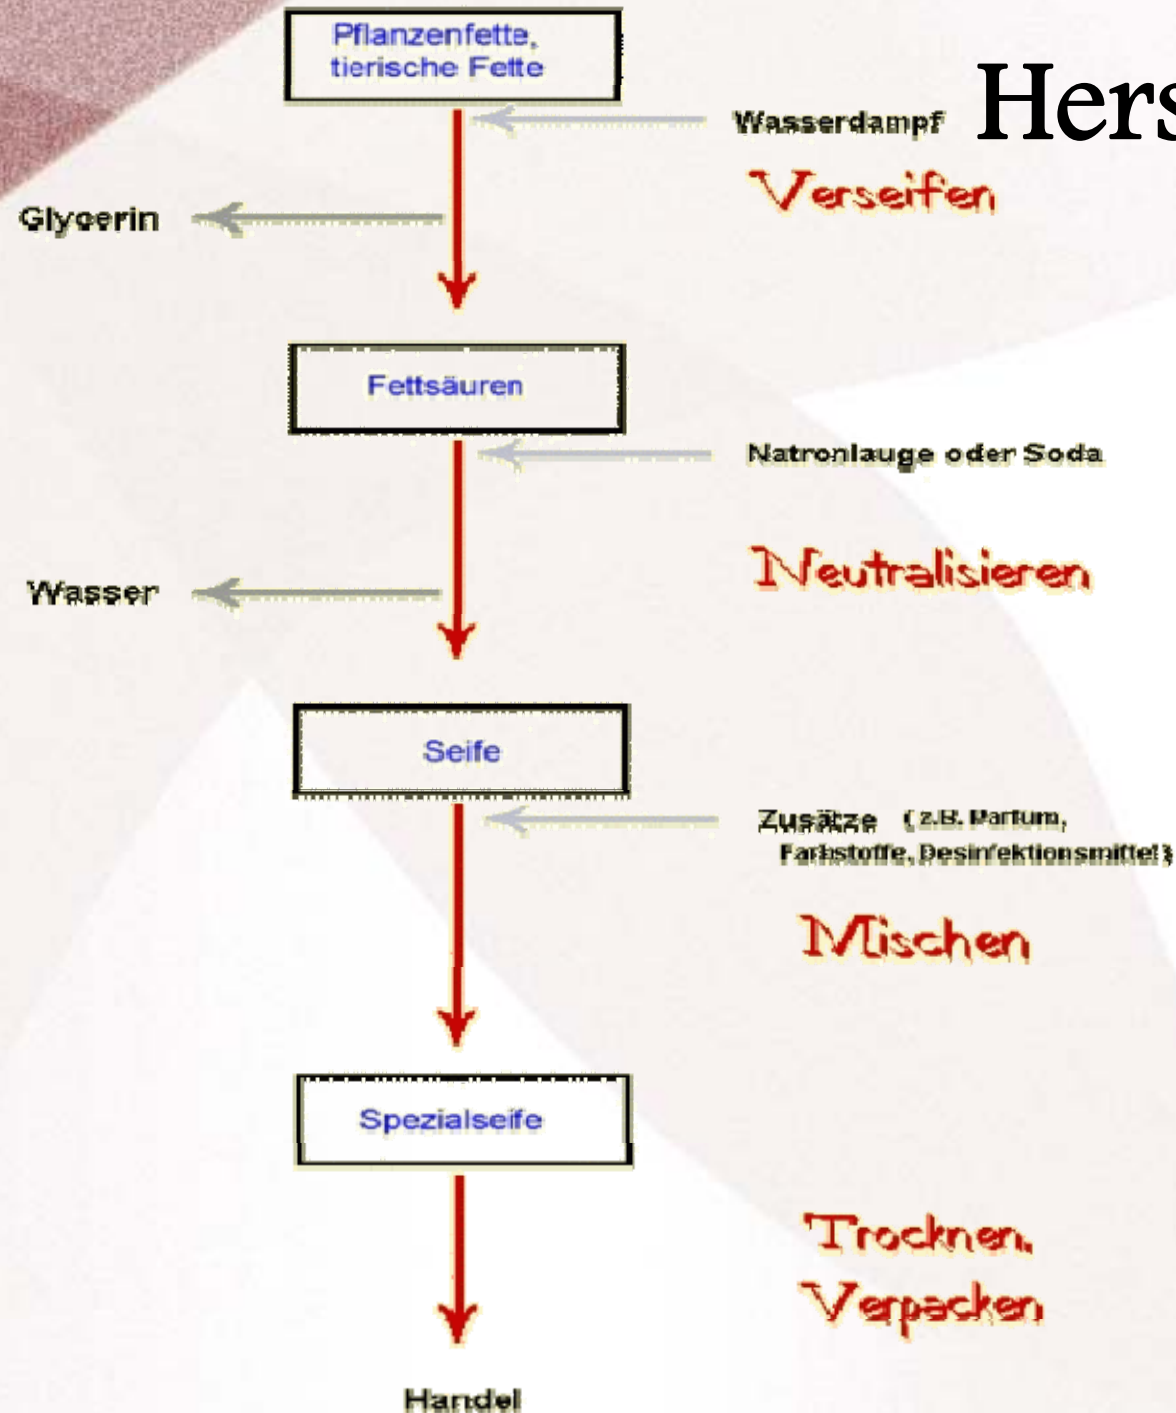 Pflanzenfette,
tierische Fette
Wasserdampf
Hers
Verseifen
Glycerin
Fettsäuren
Natronlauge oder Soda
Neutralisieren
Wasser
Seife
Zusätze (z.B. Parfum,
Farbstoffe, Desinfektionsmittel)
Mischen
Spezialseife
Trocknen,
Verpacken
Handel